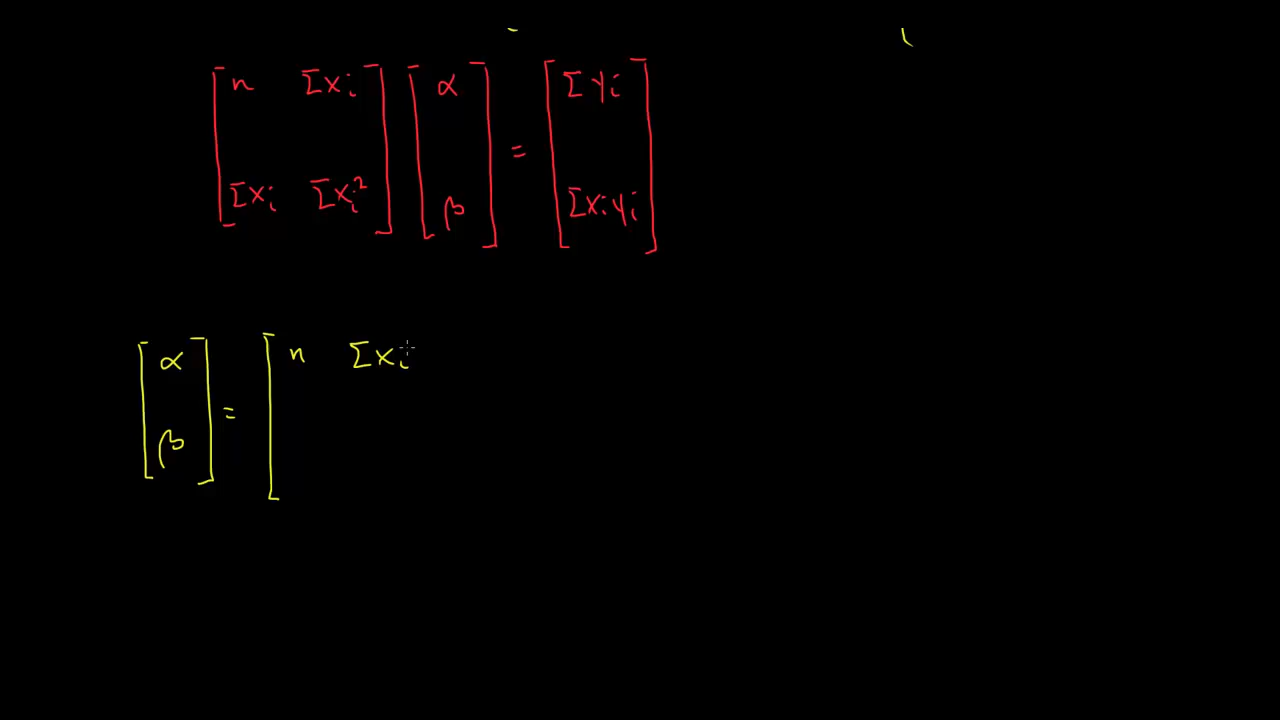 n Σxi α Σyi
=
Σxi Σxi² β Σxiyi
α n Σxi
=
β